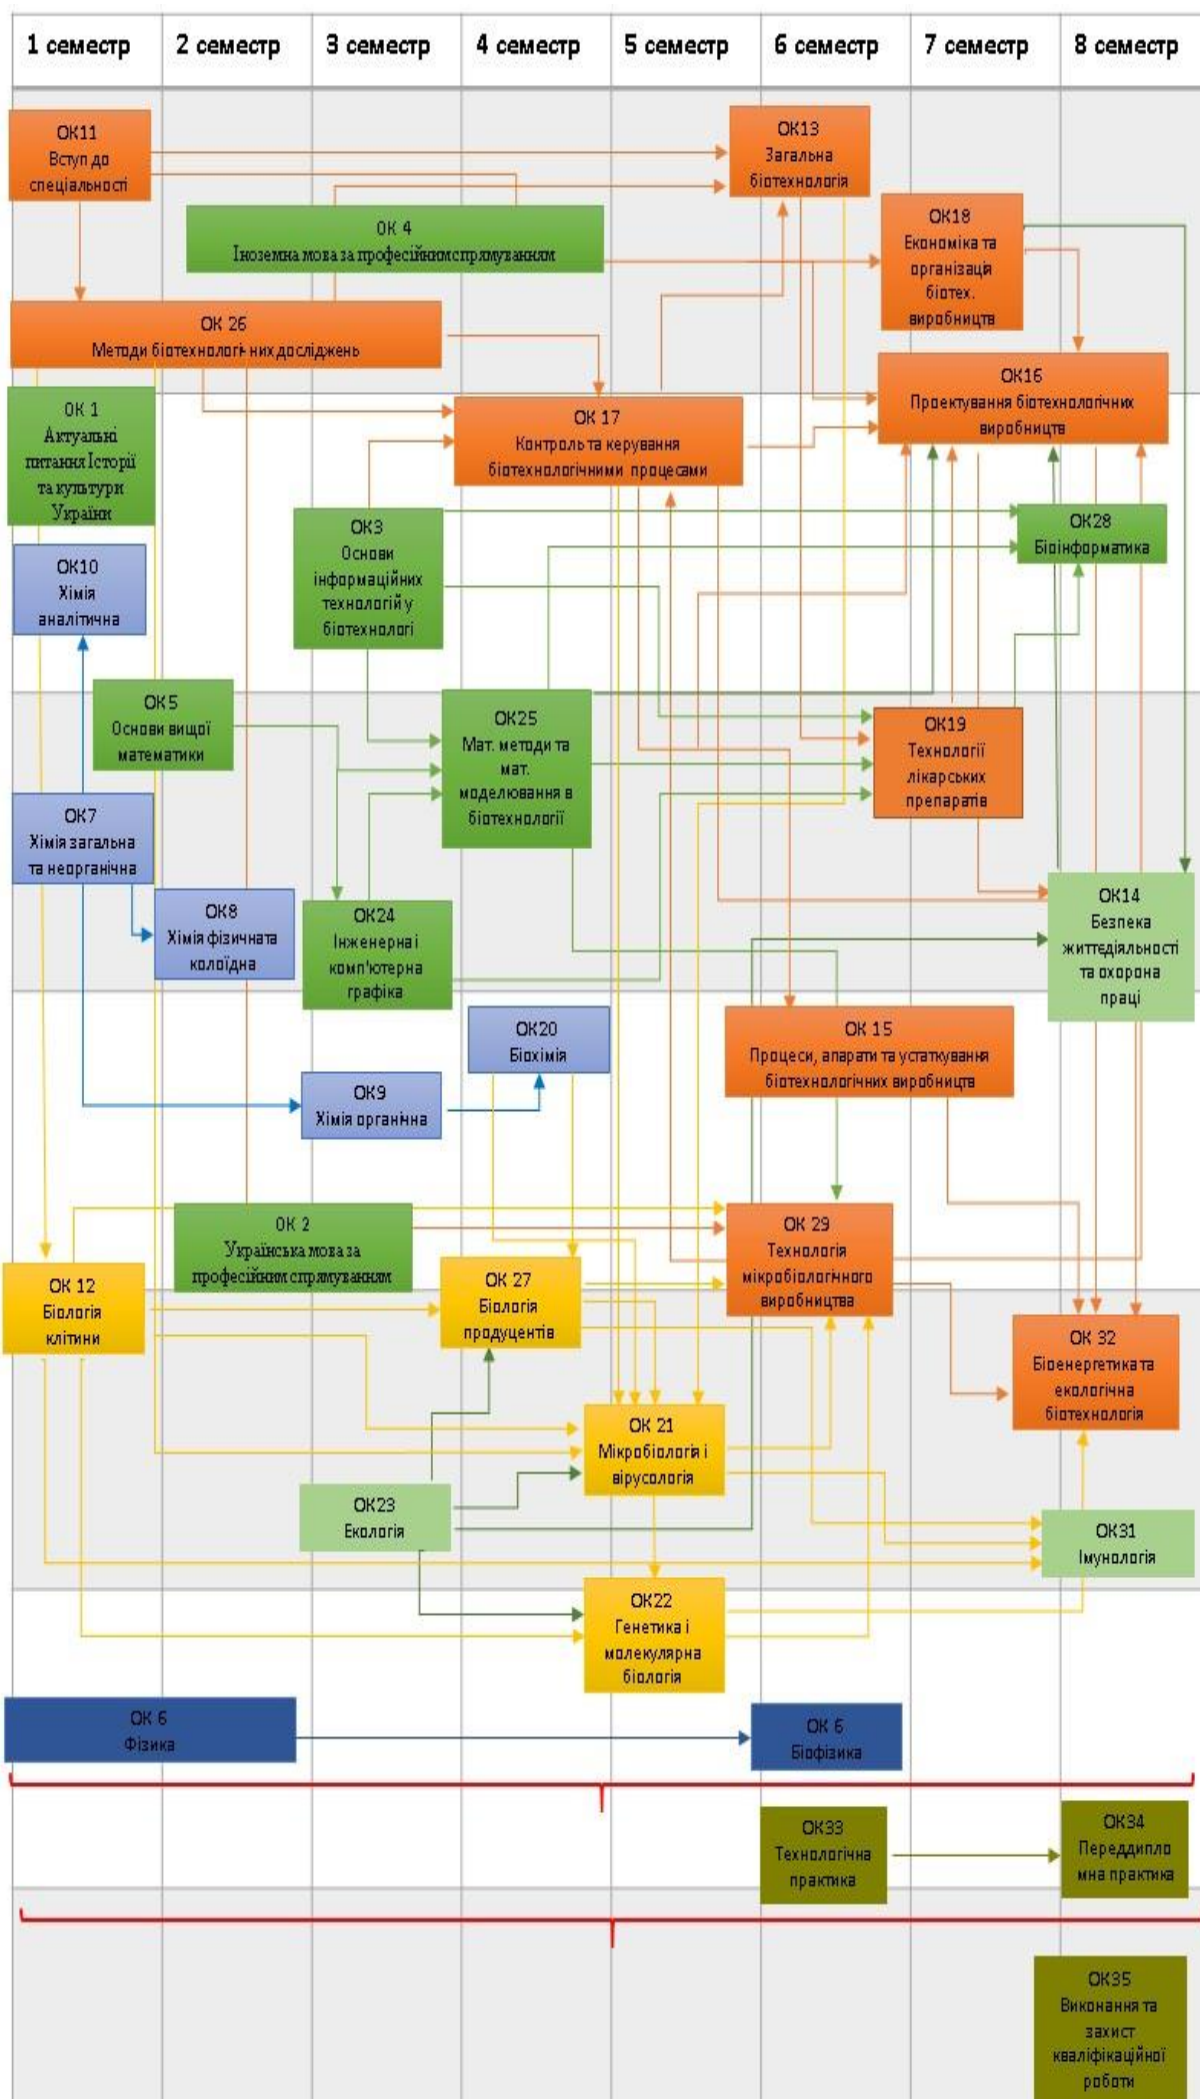 1 семестр 2 семестр 3 семестр 4 семестр 5 семестр 6 семестр 7 семестр 8 семестр
ОК11
Вступ до
спеціальності
ОК13
Загальна
біотехнологія
ОК 4
Іноземна мова за професійним спрямуванням
ОК18
Економіка та
організація
біотех.
виробництв
ОК 26
Методи біотехнологі- них досліджень
ОК16
Проектування біотехнологічних
виробництв
ОК 1
Актуальні
питання Історії
та культури
України
ОК 17
Контроль та керування
біотехнологічними процесами
ОК3
Основи
інформаційних
технологій у
біотехнологі
ОК28
Біоінформатика
ОК10
Хімія
аналітична
ОК5
Основи вищої
математики
ОК25
Мат. методи та
мат.
моделювання в
біотехнології
ОК19
Технології
лікарських
препаратів
ОК7
Хімія загальна
та неорганічна
ОК8
Хімія фізична та
колоїдна
ОК24
Інженерна і
комп'ютерна
графіка
ОК14
Безпека
життедіяльності
та охорона
праці
ОК20
Біохімія
ОК 15
Процеси, апарати та устаткування
біотехнологічних виробництв
ОК9
Хімія органічна
ОК 2
Українська мова за
професійним спрямуванням
ОК 29
Технологія
мікробіологічного
виробництва
ОК 12
Біологія
клітини
ОК 27
Біологія
продуцентів
ОК 32
Біоенергетика та
екологічна
біотехнологія
ОК 21
Мікробіологія і
вірусологія
ОК23
Екологія
ОК31
Імунологія
ОК22
Генетика і
молекулярна
біологія
ОК 6
Фізика
ОК 6
Біофізика
ОК33
Технологічна
практика
ОК34
Переддипло
мна практика
ОК35
Виконання та
захист
кваліфікаційної
роботи